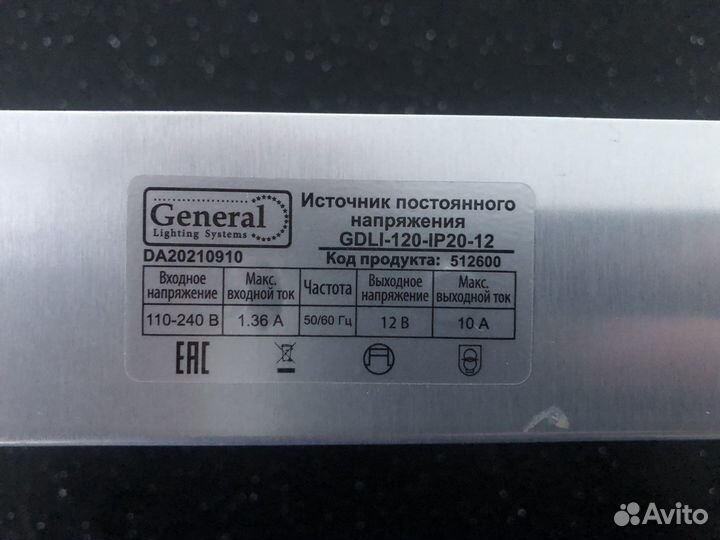 General
Lighting Systems
DA20210910
Источник постоянного
напряжения
GDLI-120-IP20-12
Код продукта: 512600
Входное напряжение Макс. входной ток Частота Выходное напряжение Макс. выходной ток
110-240 В 1.36 А 50/60 Гц 12 В 10 А
EAC
Avito